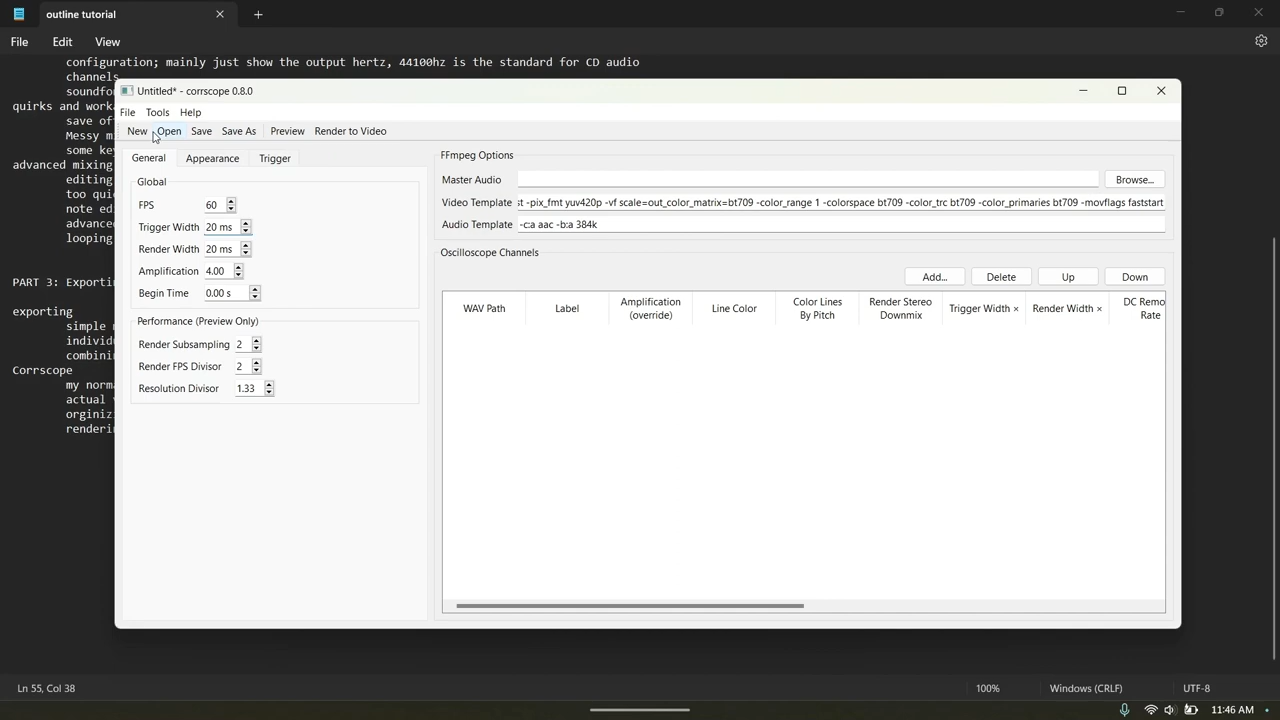 outline tutorial
File Edit View
configuration; mainly just show the output hertz, 44100hz is the standard for CD audio
channels
soundfo
quirks and work
save of
Messy m
some ke
advanced mixing
editing
too qui
note ed
advance
looping
PART 3: Exporti
exporting
simple
individ
combini
Corrscope
my norm
actual
orginiz
renderin
Untitled* - corrscope 0.8.0
File Tools Help
New Open Save Save As Preview Render to Video
General Appearance Trigger
Global
FPS 60
Trigger Width 20 ms
Render Width 20 ms
Amplification 4.00
Begin Time 0.00 s
Performance (Preview Only)
Render Subsampling 2
Render FPS Divisor 2
Resolution Divisor 1.33
FFmpeg Options
Master Audio Browse...
Video Template st -pix_fmt yuv420p -vf scale=out_color_matrix=bt709 -color_range 1 -colorspace bt709 -color_trc bt709 -color_primaries bt709 -movflags faststart
Audio Template -c:a aac -b:a 384k
Oscilloscope Channels
Add... Delete Up Down
WAV Path Label Amplification (override) Line Color Color Lines By Pitch Render Stereo Downmix Trigger Width × Render Width × DC Remo Rate
Ln 55, Col 38 100% Windows (CRLF) UTF-8
11:46 AM